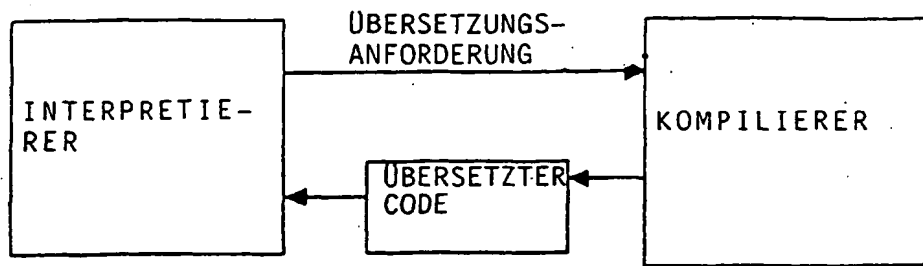 ÜBERSETZUNGS-
ANFORDERUNG
INTERPRETIE-
RER
KOMPILIERER
ÜBERSETZTER
CODE